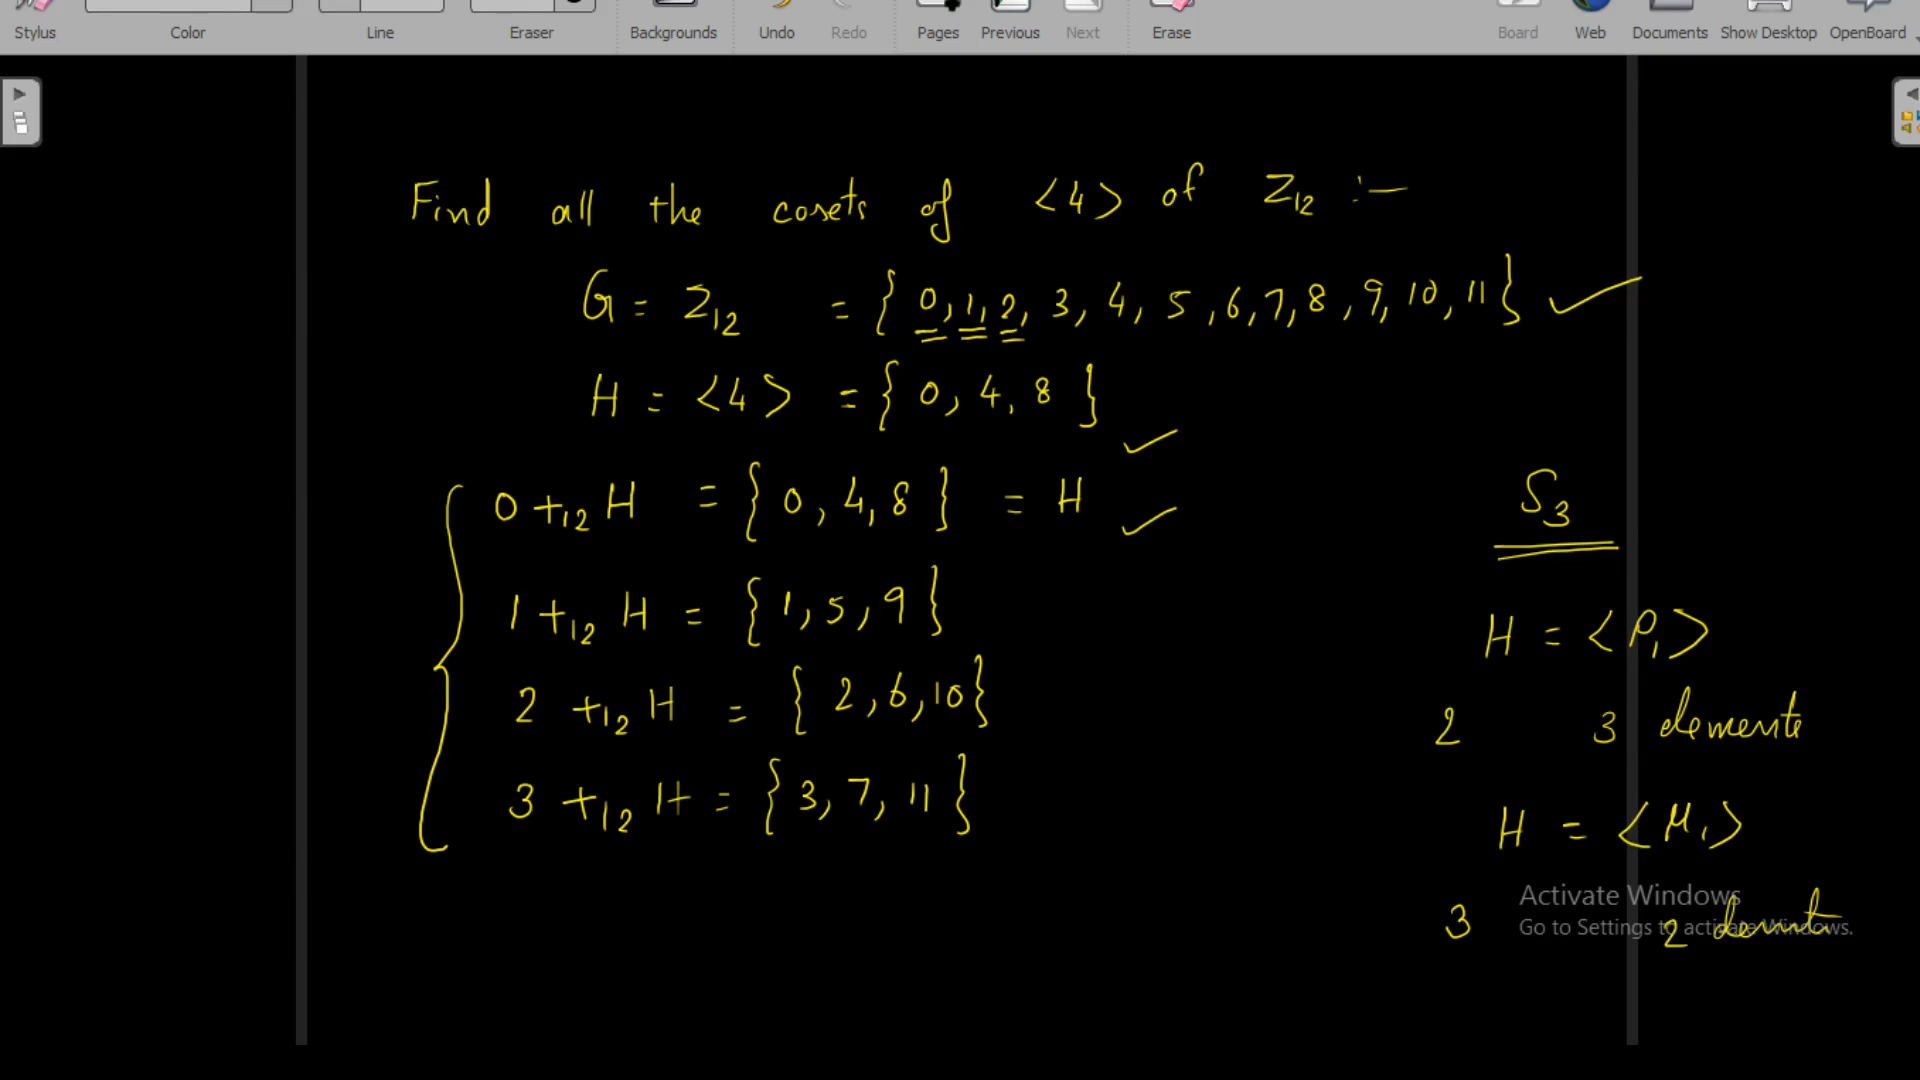 Stylus Color Line Eraser Backgrounds Undo Redo Pages Previous Next Erase Board Web Documents Show Desktop OpenBoard
Find all the cosets of <4> of Z₁₂ :-
G = Z₁₂ = { 0, 1, 2, 3, 4, 5, 6, 7, 8, 9, 10, 11 } ✓
H = <4> = { 0, 4, 8 } ✓
0 +₁₂ H = { 0, 4, 8 } = H ✓
1 +₁₂ H = { 1, 5, 9 }
2 +₁₂ H = { 2, 6, 10 }
3 +₁₂ H = { 3, 7, 11 }
S₃
H = <ρ₁>
2 3 elements
H = <μ₁>
3 2 element
Activate Windows
Go to Settings to activate Windows.